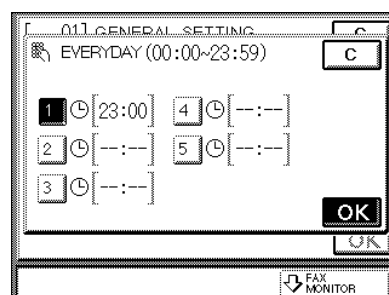 01] GENERAL SETTING
EVERYDAY (00:00~23:59) C
1 [23:00] 4 [--:--]
2 [--:--] 5 [--:--]
3 [--:--]
OK
OK
FAX
MONITOR